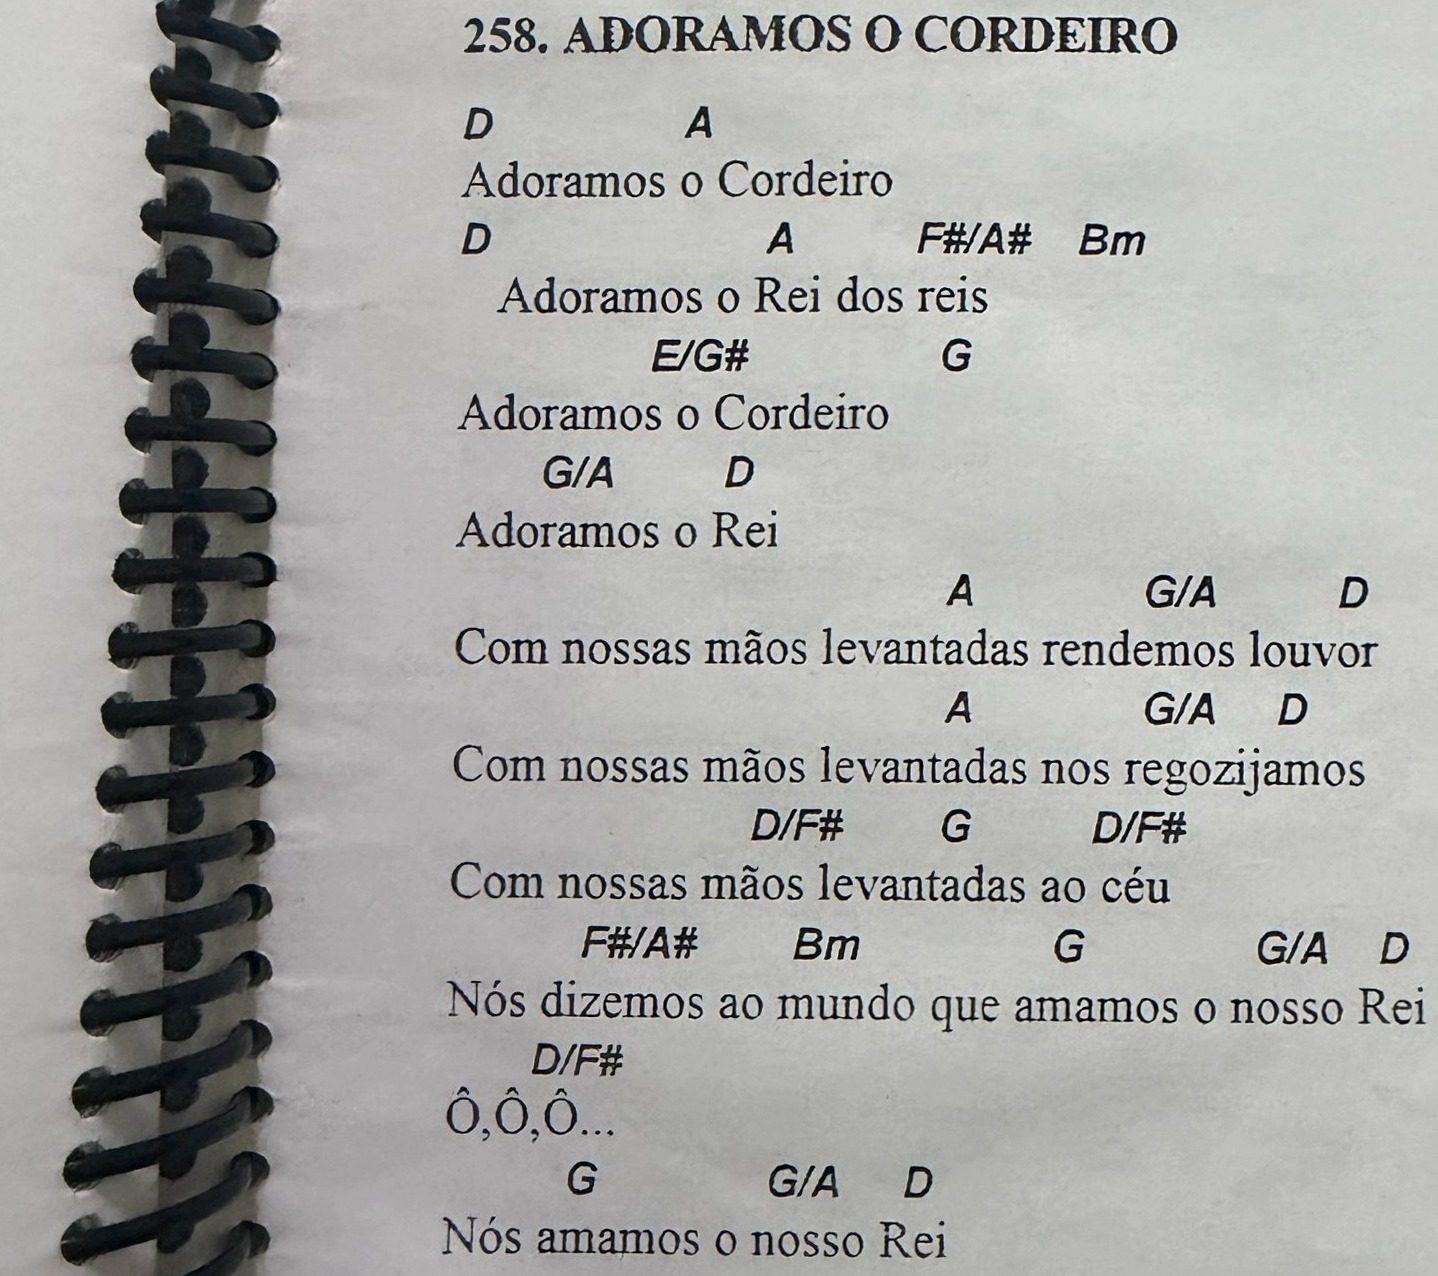 258. ADORAMOS O CORDEIRO
D A
Adoramos o Cordeiro
D A F#/A# Bm
Adoramos o Rei dos reis
E/G# G
Adoramos o Cordeiro
G/A D
Adoramos o Rei
A G/A D
Com nossas mãos levantadas rendemos louvor
A G/A D
Com nossas mãos levantadas nos regozijamos
D/F# G D/F#
Com nossas mãos levantadas ao céu
F#/A# Bm G G/A D
Nós dizemos ao mundo que amamos o nosso Rei
D/F#
Ô,Ô,Ô...
G G/A D
Nós amamos o nosso Rei